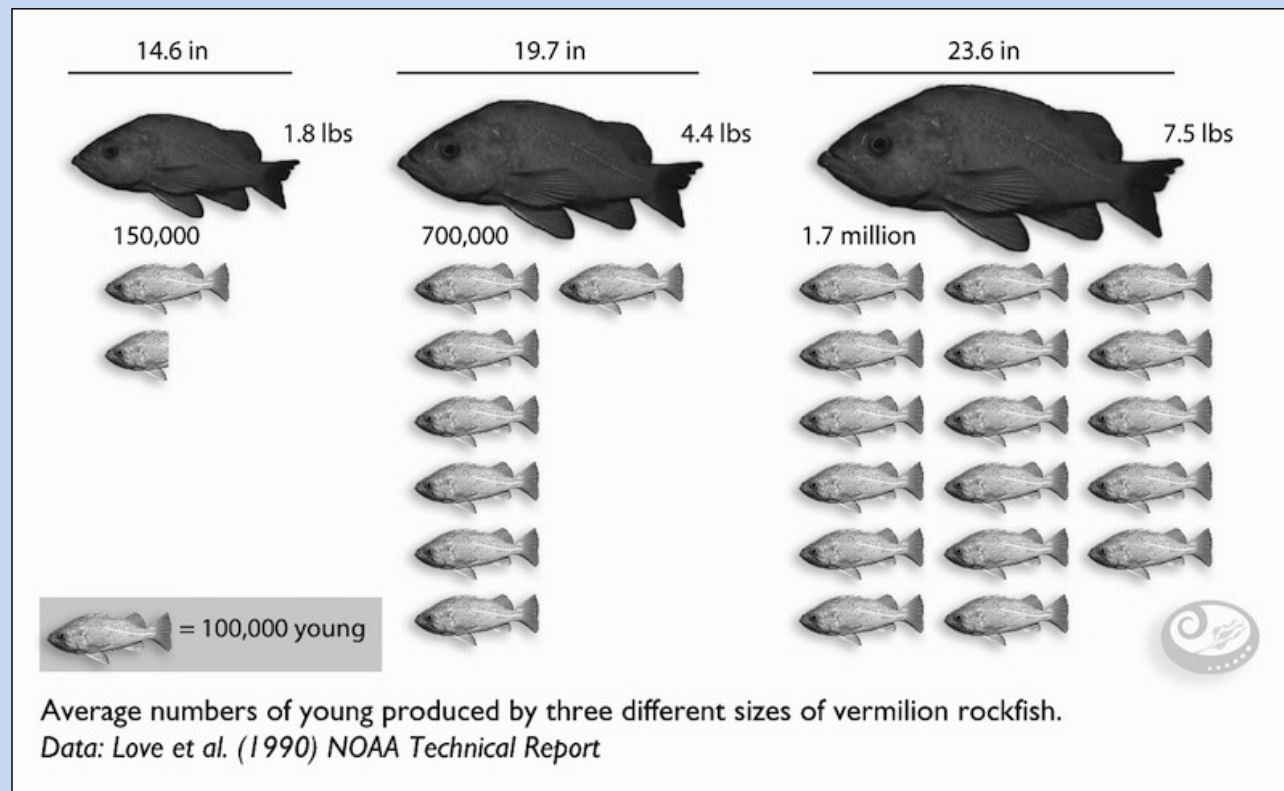 14.6 in
19.7 in
23.6 in
1.8 lbs
4.4 lbs
7.5 lbs
150,000
700,000
1.7 million
= 100,000 young
Average numbers of young produced by three different sizes of vermilion rockfish.
Data: Love et al. (1990) NOAA Technical Report